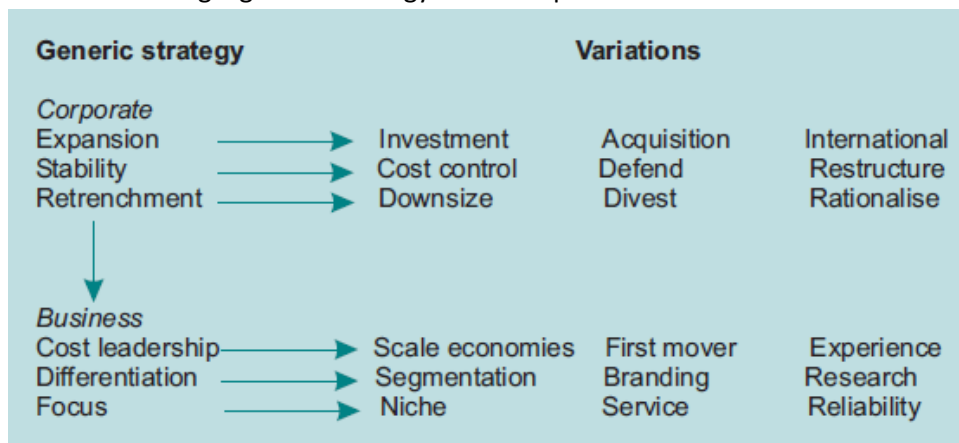 Generic strategy Variations
Corporate
Expansion Investment Acquisition International
Stability Cost control Defend Restructure
Retrenchment Downsize Divest Rationalise
Business
Cost leadership Scale economies First mover Experience
Differentiation Segmentation Branding Research
Focus Niche Service Reliability